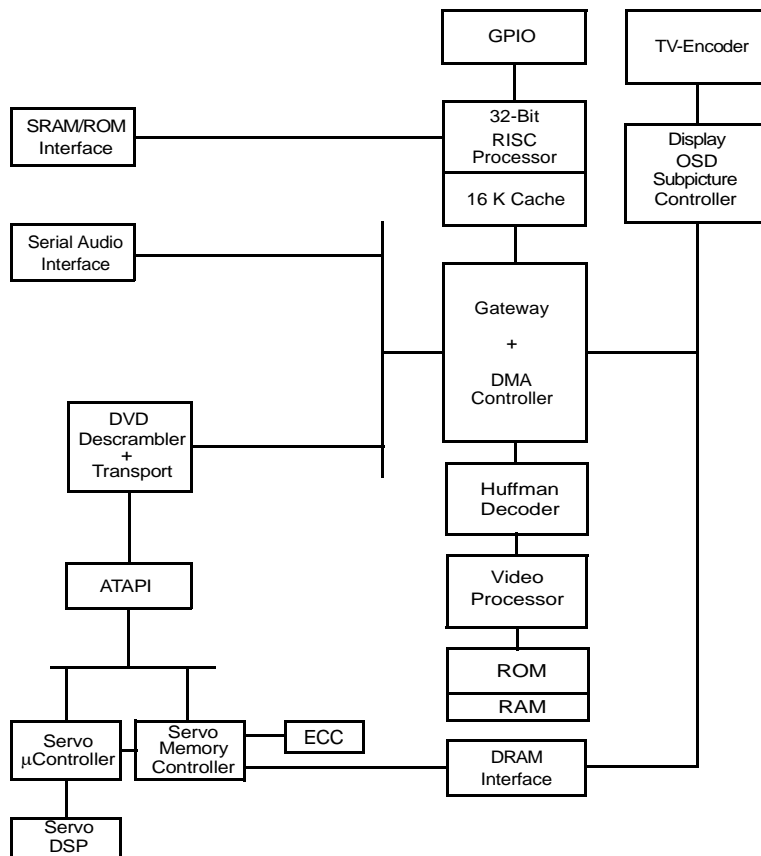 GPIO
TV-Encoder
SRAM/ROM
Interface
32-Bit
RISC
Processor
16 K Cache
Display
OSD
Subpicture
Controller
Serial Audio
Interface
Gateway
+
DMA
Controller
DVD
Descrambler
+
Transport
Huffman
Decoder
ATAPI
Video
Processor
ROM
RAM
Servo
μController
Servo
Memory
Controller
ECC
DRAM
Interface
Servo
DSP